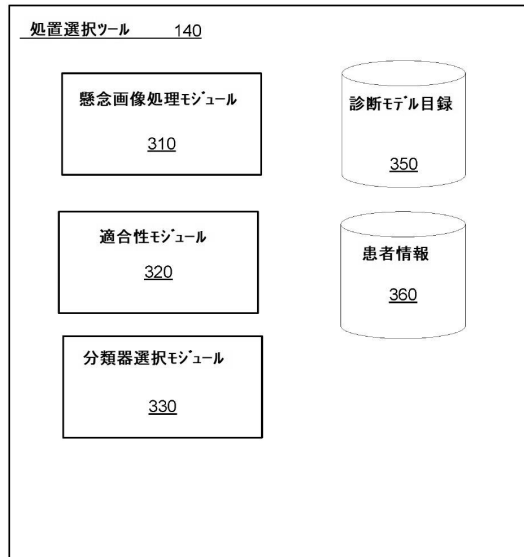 処置選択ツール 140
懸念画像処理モジュール
310
診断モデル目録
350
適合性モジュール
320
患者情報
360
分類器選択モジュール
330